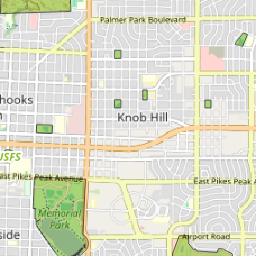 Palmer Park Boulevard
hooks
n
Knob Hill
USFS
East Pikes Peak Avenue
East Pikes Peak A
Memorial
Park
side
Airport Road